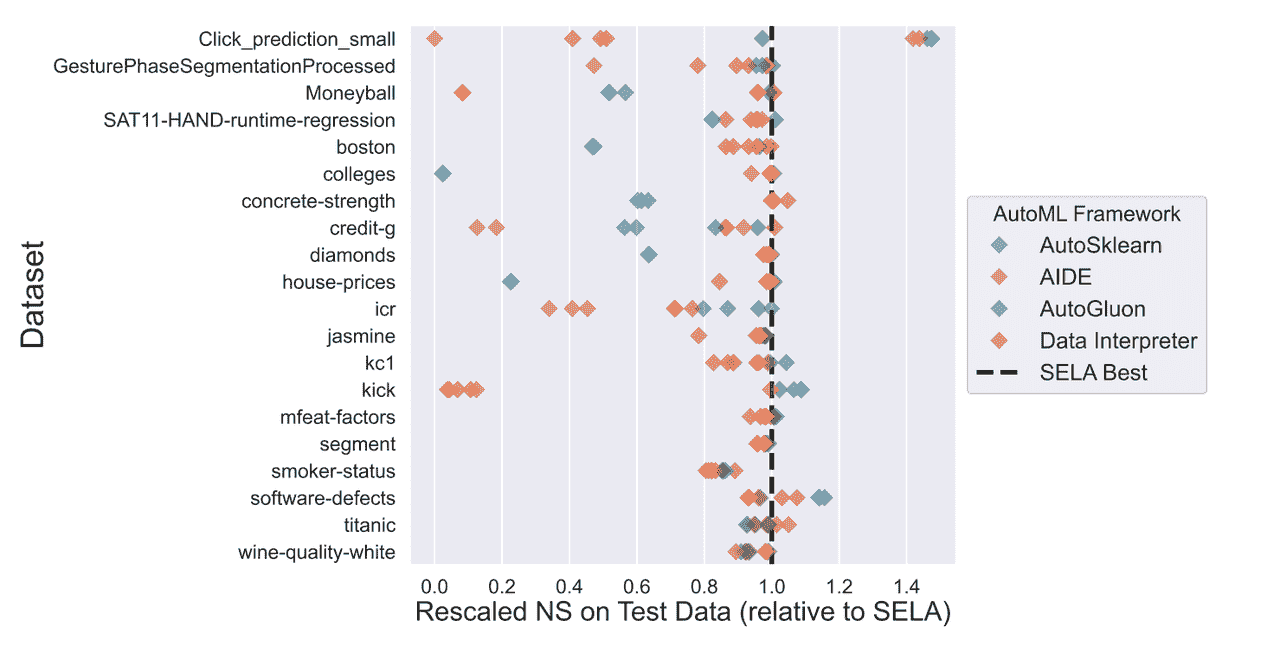 Dataset
Click_prediction_small
GesturePhaseSegmentationProcessed
Moneyball
SAT11-HAND-runtime-regression
boston
colleges
concrete-strength
credit-g
diamonds
house-prices
icr
jasmine
kc1
kick
mfeat-factors
segment
smoker-status
software-defects
titanic
wine-quality-white
0.0 0.2 0.4 0.6 0.8 1.0 1.2 1.4
Rescaled NS on Test Data (relative to SELA)
AutoML Framework
AutoSklearn
AIDE
AutoGluon
Data Interpreter
SELA Best